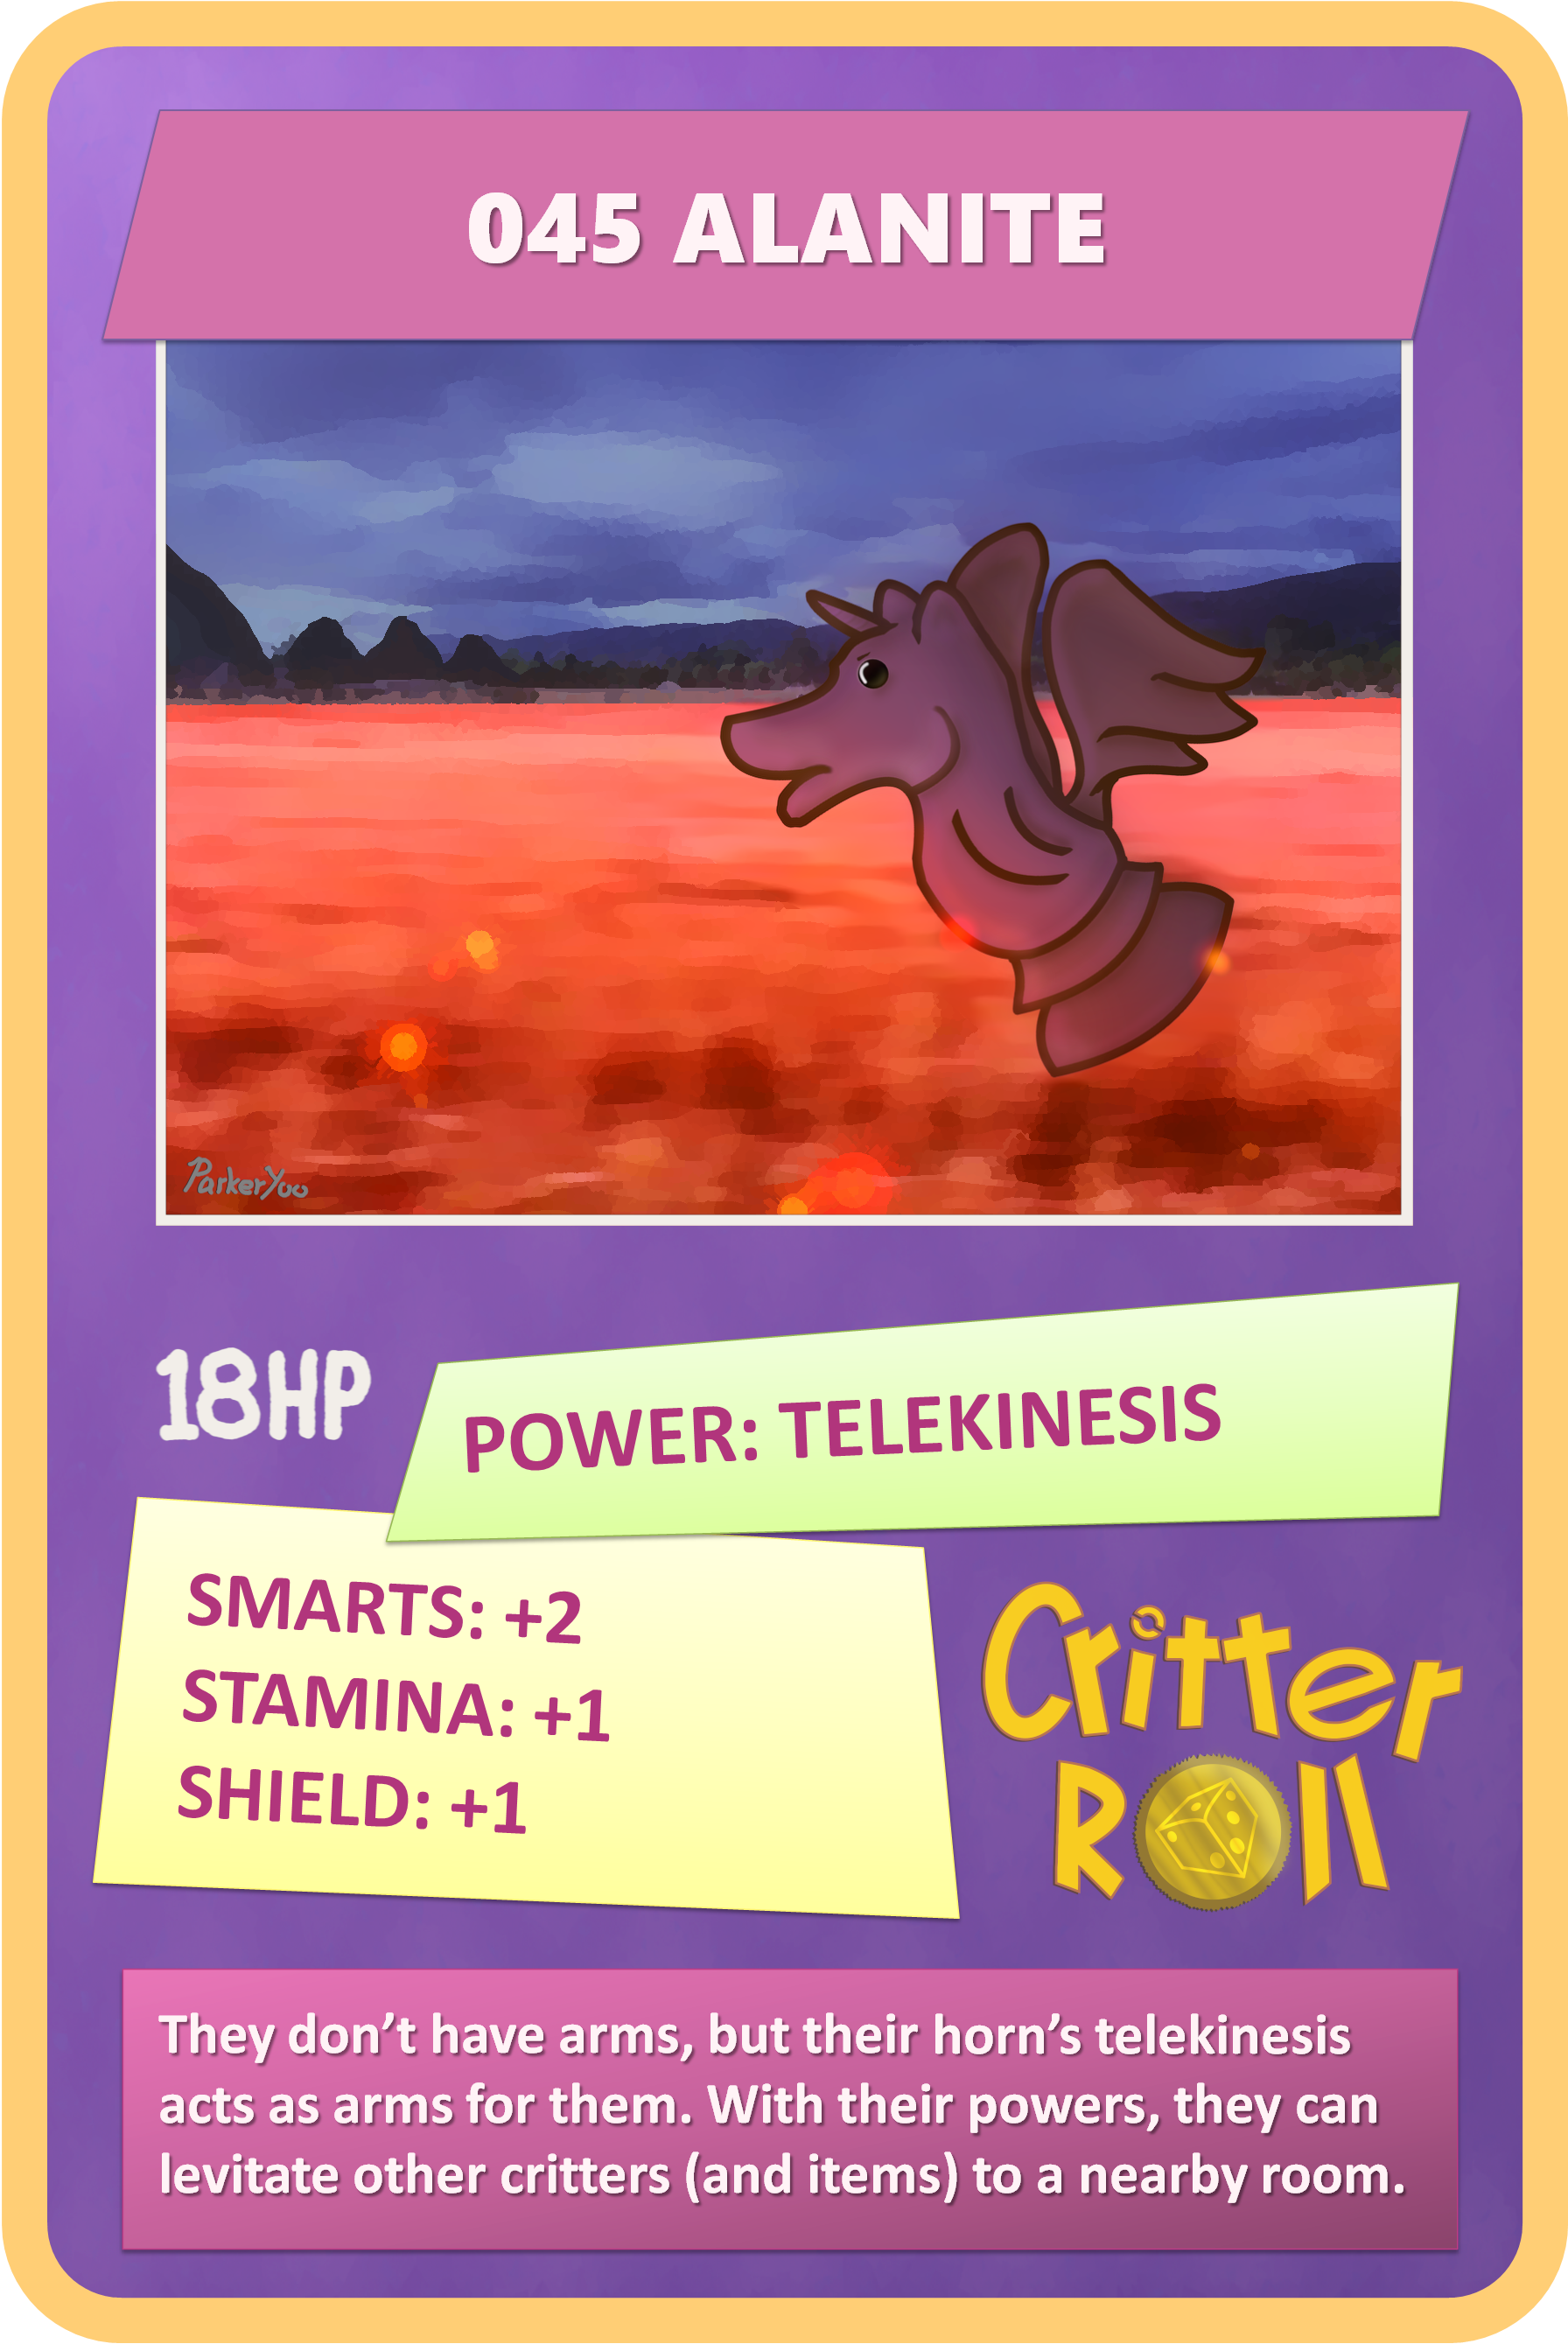 045 ALANITE
ParkerYoo
18HP
POWER: TELEKINESIS
SMARTS: +2
STAMINA: +1
SHIELD: +1
Critter
Roll
They don’t have arms, but their horn’s telekinesis
acts as arms for them. With their powers, they can
levitate other critters (and items) to a nearby room.